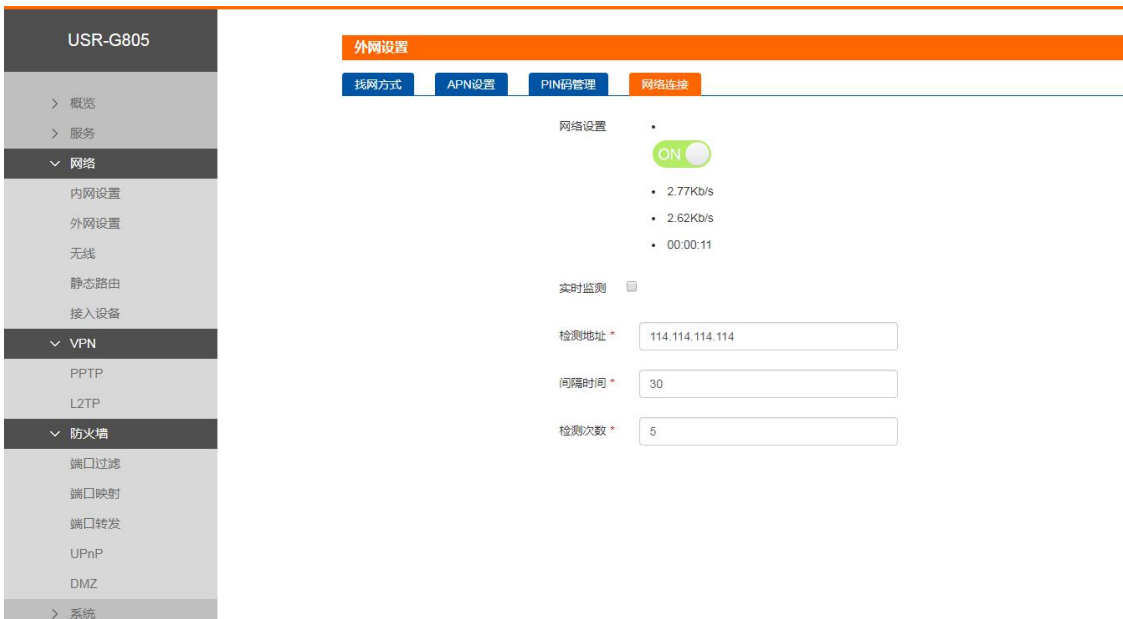 USR-G805
外网设置
找网方式 APN设置 PIN码管理 网络连接
概览
服务
网络
内网设置
外网设置
无线
静态路由
接入设备
VPN
PPTP
L2TP
防火墙
端口过滤
端口映射
端口转发
UPnP
DMZ
系统
网络设置
ON
2.77Kb/s
2.62Kb/s
00:00:11
实时监测
检测地址 * 114.114.114.114
间隔时间 * 30
检测次数 * 5